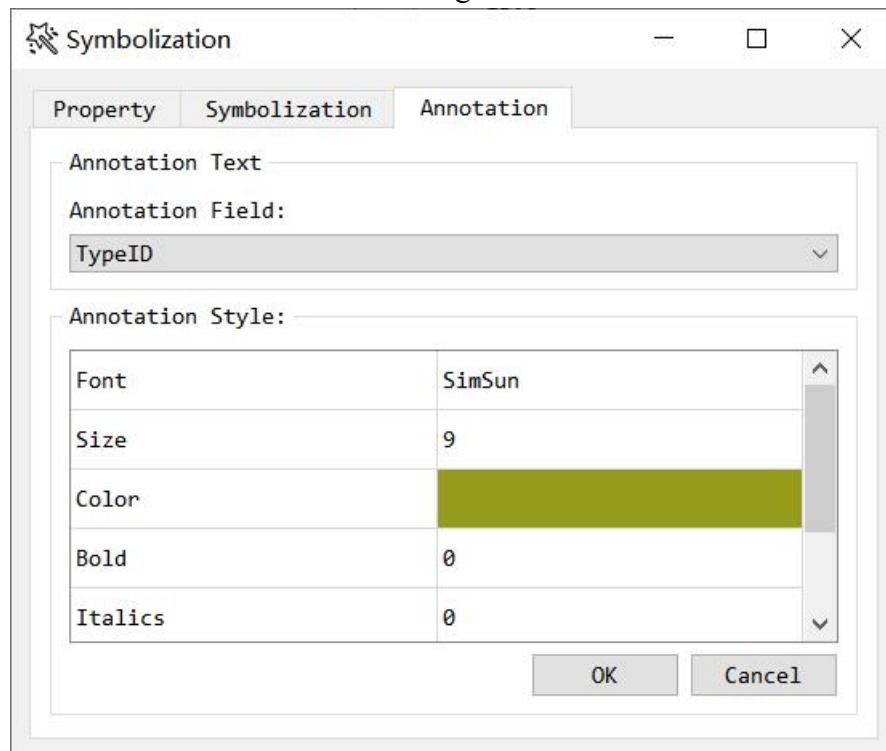 Symbolization
Property Symbolization Annotation
Annotation Text
Annotation Field:
TypeID
Annotation Style:
Font SimSun
Size 9
Color
Bold 0
Italics 0
OK Cancel